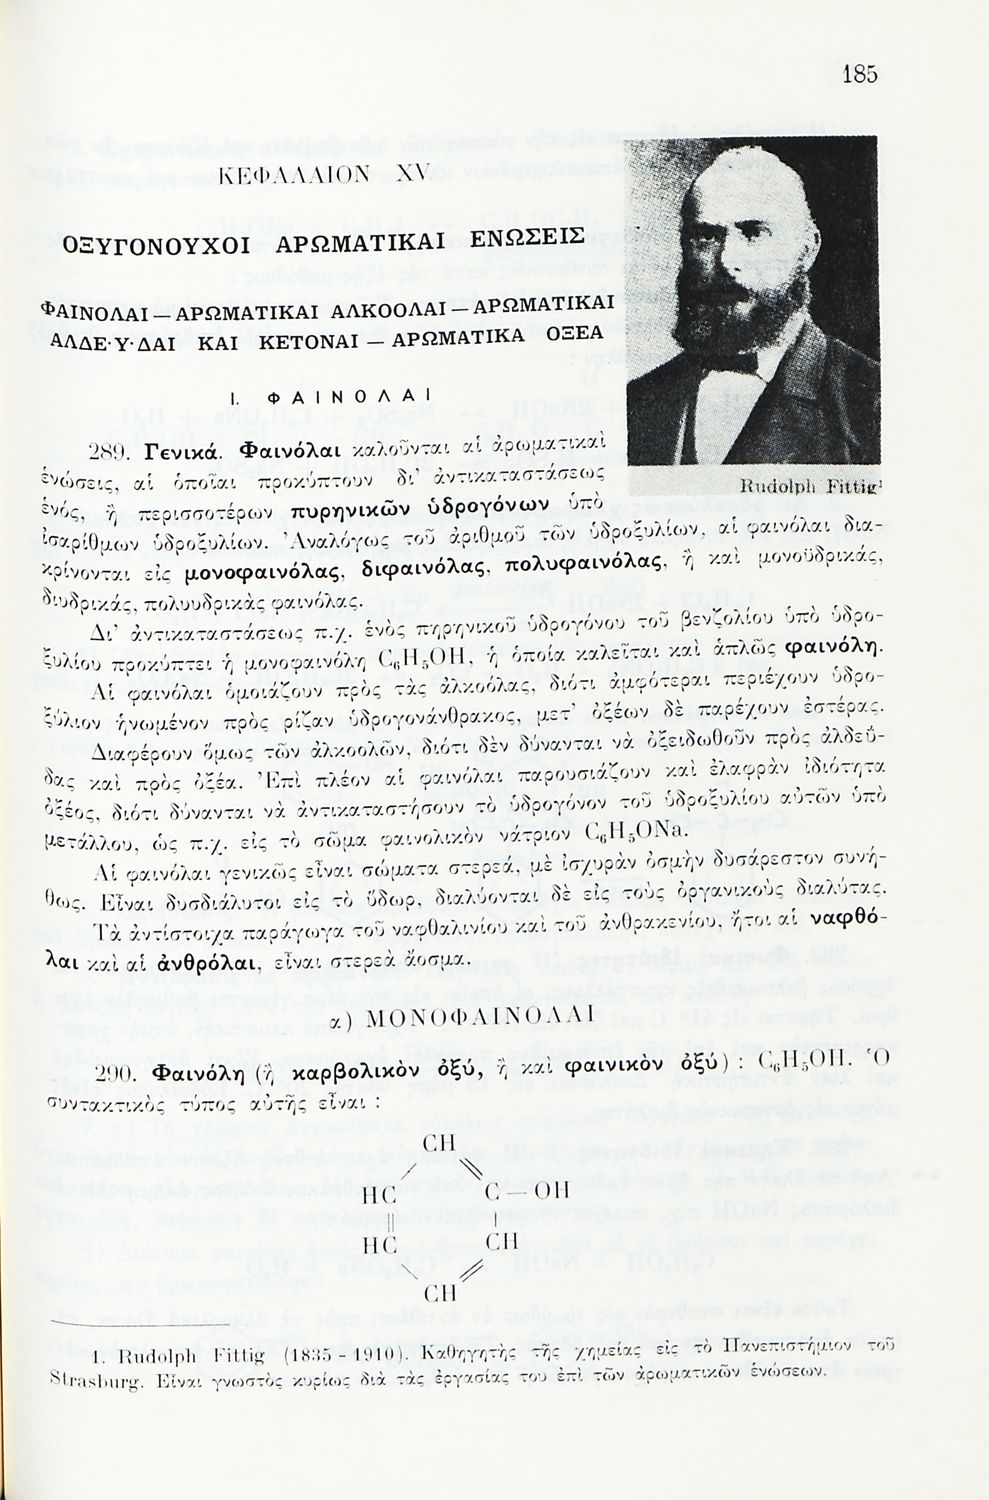 185
ΚΕΦΑΛΑΙΟΝ XV
ΟΞΥΓΟΝΟΥΧΟΙ ΑΡΩΜΑΤΙΚΑΙ ΕΝΩΣΕΙΣ
ΦΑΙΝΟΛΑΙ — ΑΡΩΜΑΤΙΚΑΙ ΑΛΚΟΟΛΑΙ — ΑΡΩΜΑΤΙΚΑΙ
ΑΛΔΕ·Υ·ΔΑΙ ΚΑΙ ΚΕΤΟΝΑΙ — ΑΡΩΜΑΤΙΚΑ ΟΞΕΑ
Ι. ΦΑΙΝΟΛΑΙ
Rudolph Fittig¹
289. Γενικά. Φαινόλαι καλοῦνται αἱ ἀρωματικαὶ
ἑνώσεις, αἱ ὁποῖαι προκύπτουν δι' ἀντικαταστάσεως
ἑνός, ἢ περισσοτέρων πυρηνικῶν ὑδρογόνων ὑπὸ
ἰσαρίθμων ὑδροξυλίων. Ἀναλόγως τοῦ ἀριθμοῦ τῶν ὑδροξυλίων, αἱ φαινόλαι δια-
κρίνονται εἰς μονοφαινόλας, διφαινόλας, πολυφαινόλας, ἢ καὶ μονοϋδρικάς,
διυδρικάς, πολυυδρικὰς φαινόλας.
Δι' ἀντικαταστάσεως π.χ. ἑνὸς πηρηνικοῦ ὑδρογόνου τοῦ βενζολίου ὑπὸ ὑδρο-
ξυλίου προκύπτει ἡ μονοφαινόλη C₆H₅OH, ἡ ὁποία καλεῖται καὶ ἁπλῶς φαινόλη.
Αἱ φαινόλαι ὁμοιάζουν πρὸς τὰς ἀλκοόλας, διότι ἀμφότεραι περιέχουν ὑδρο-
ξύλιον ἡνωμένον πρὸς ρίζαν ὑδρογονάνθρακος, μετ' ὀξέων δὲ παρέχουν ἐστέρας.
Διαφέρουν ὅμως τῶν ἀλκοολῶν, διότι δὲν δύνανται νὰ ὀξειδωθοῦν πρὸς ἀλδεΰ-
δας καὶ πρὸς ὀξέα. Ἐπὶ πλέον αἱ φαινόλαι παρουσιάζουν καὶ ἐλαφρὰν ἰδιότητα
ὀξέος, διότι δύνανται νὰ ἀντικαταστήσουν τὸ ὑδρογόνον τοῦ ὑδροξυλίου αὐτῶν ὑπὸ
μετάλλου, ὡς π.χ. εἰς τὸ σῶμα φαινολικὸν νάτριον C₆H₅ONa.
Αἱ φαινόλαι γενικῶς εἶναι σώματα στερεά, μὲ ἰσχυρὰν ὀσμὴν δυσάρεστον συνή-
θως. Εἶναι δυσδιάλυτοι εἰς τὸ ὕδωρ, διαλύονται δὲ εἰς τοὺς ὀργανικοὺς διαλύτας.
Τὰ ἀντίστοιχα παράγωγα τοῦ ναφθαλινίου καὶ τοῦ ἀνθρακενίου, ἤτοι αἱ ναφθό-
λαι καὶ αἱ ἀνθρόλαι, εἶναι στερεὰ ἄοσμα.
α) ΜΟΝΟΦΑΙΝΟΛΑΙ
290. Φαινόλη (ἢ καρβολικὸν ὀξύ, ἢ καὶ φαινικὸν ὀξύ) : C₆H₅OH. Ὁ
συντακτικὸς τύπος αὐτῆς εἶναι :
CH
HC C — OH
HC CH
CH
1. Rudolph Fittig (1835 - 1910). Καθηγητὴς τῆς χημείας εἰς τὸ Πανεπιστήμιον τοῦ
Strasburg. Εἶναι γνωστὸς κυρίως διὰ τὰς ἐργασίας του ἐπὶ τῶν ἀρωματικῶν ἑνώσεων.